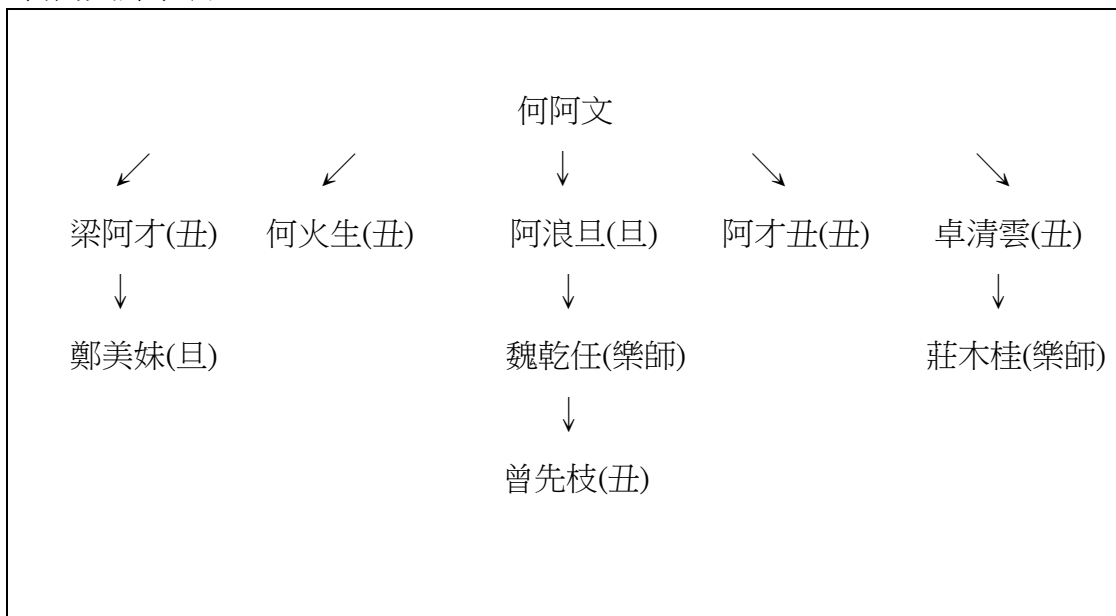 何阿文
梁阿才(丑) 何火生(丑) 阿浪旦(旦) 阿才丑(丑) 卓清雲(丑)
鄭美妹(旦) 魏乾任(樂師) 莊木桂(樂師)
曾先枝(丑)